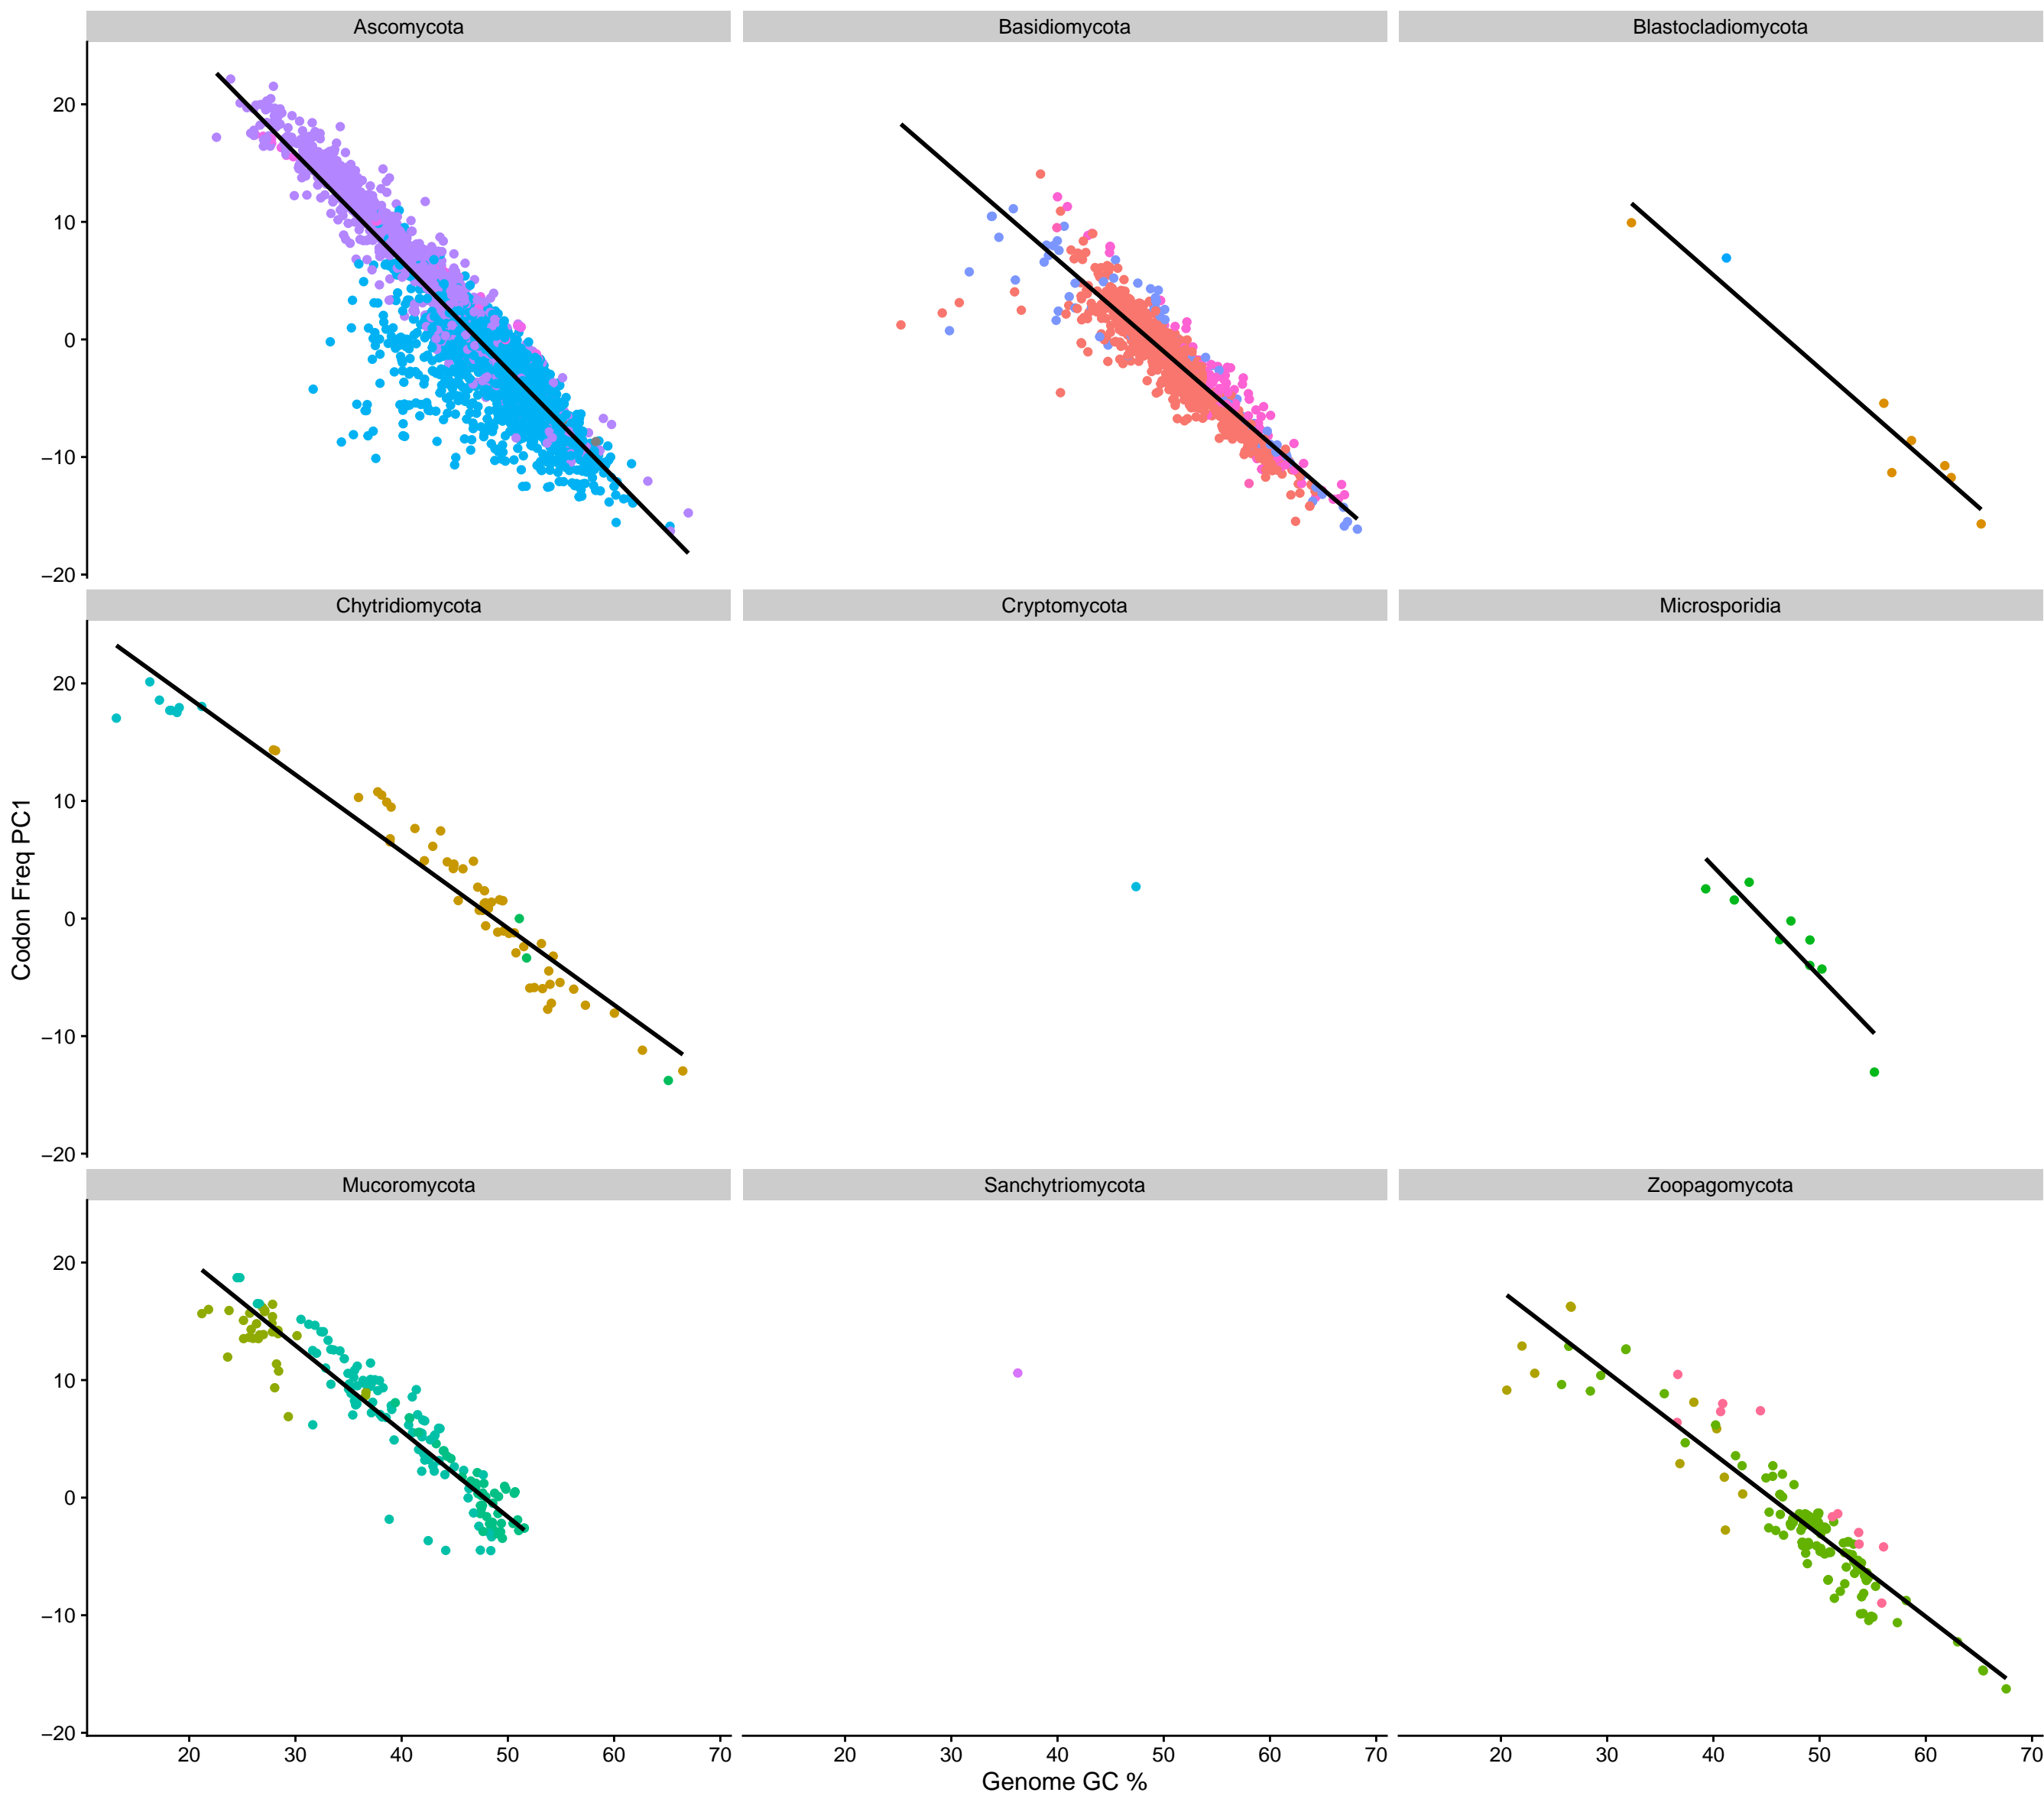 Ascomycota Basidiomycota Blastocladiomycota
20
10
0
−10
−20
Chytridiomycota Cryptomycota Microsporidia
20
10
0
−10
−20
Codon Freq PC1
Mucoromycota Sanchytriomycota Zoopagomycota
20
10
0
−10
−20
20 30 40 50 60 70 20 30 40 50 60 70 20 30 40 50 60 70
Genome GC %